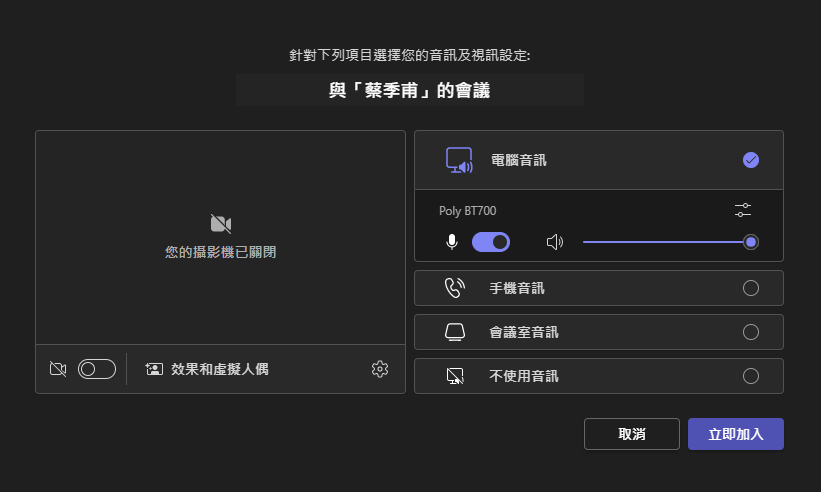 針對下列項目選擇您的音訊及視訊設定:
與「蔡季甫」的會議
您的攝影機已關閉
效果和虛擬人偶
電腦音訊
Poly BT700
手機音訊
會議室音訊
不使用音訊
取消
立即加入